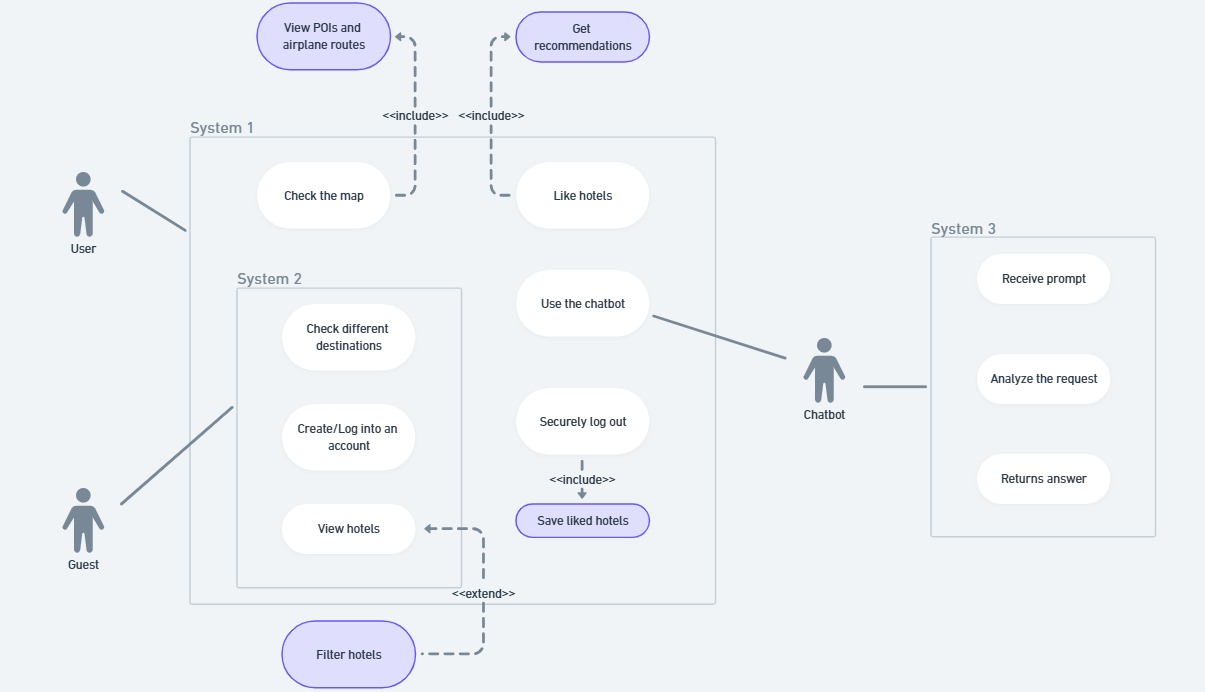 View POIs and
airplane routes
Get
recommendations
<<include>>
<<include>>
System 1
Check the map
Like hotels
User
System 2
Check different
destinations
Use the chatbot
Create/Log into an
account
Securely log out
<<include>>
View hotels
Save liked hotels
Guest
<<extend>>
Filter hotels
Chatbot
System 3
Receive prompt
Analyze the request
Returns answer